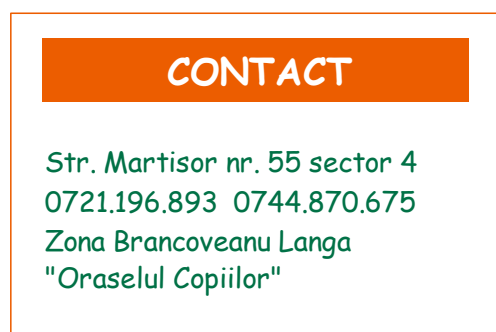 CONTACT
Str. Martisor nr. 55 sector 4
0721.196.893 0744.870.675
Zona Brancoveanu Langa
"Oraselul Copiilor"